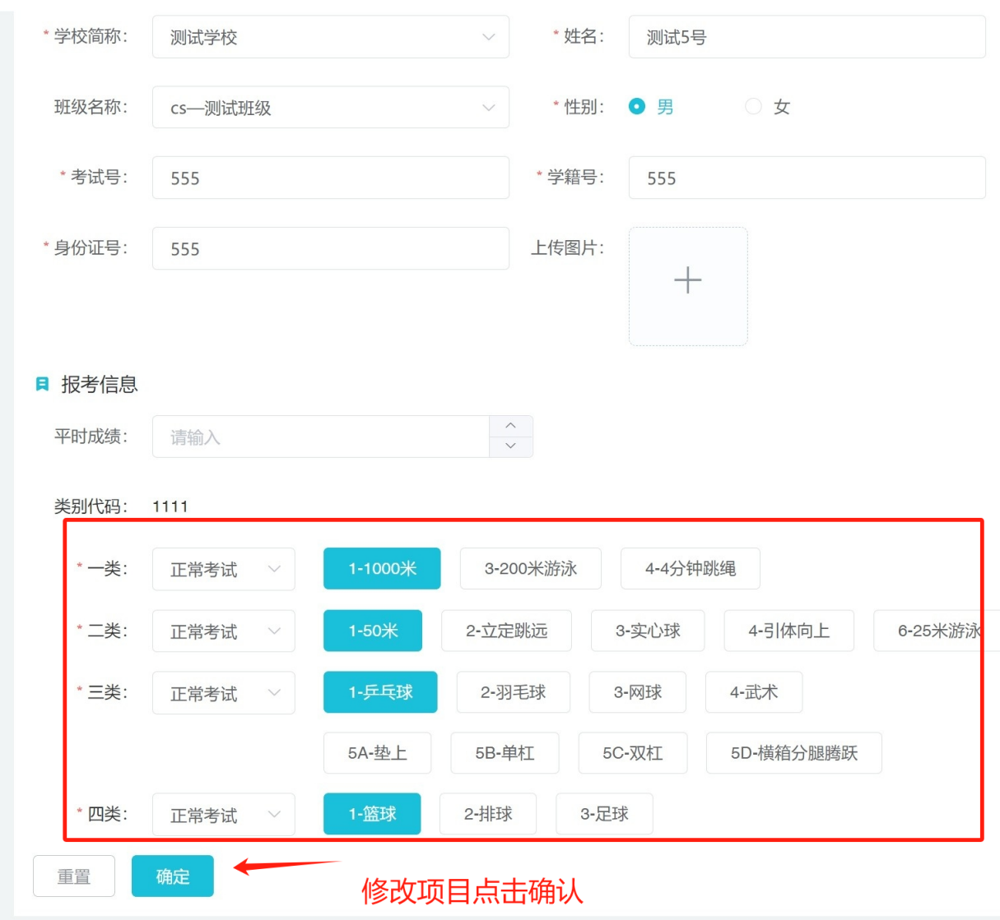 * 学校简称： 测试学校 * 姓名： 测试5号
班级名称： cs—测试班级 * 性别： 男 女
* 考试号： 555 * 学籍号： 555
* 身份证号： 555 上传图片：
报考信息
平时成绩： 请输入
类别代码： 1111
* 一类： 正常考试 1-1000米 3-200米游泳 4-4分钟跳绳
* 二类： 正常考试 1-50米 2-立定跳远 3-实心球 4-引体向上 6-25米游泳
* 三类： 正常考试 1-乒乓球 2-羽毛球 3-网球 4-武术
5A-垫上 5B-单杠 5C-双杠 5D-横箱分腿腾跃
* 四类： 正常考试 1-篮球 2-排球 3-足球
重置 确定
修改项目点击确认